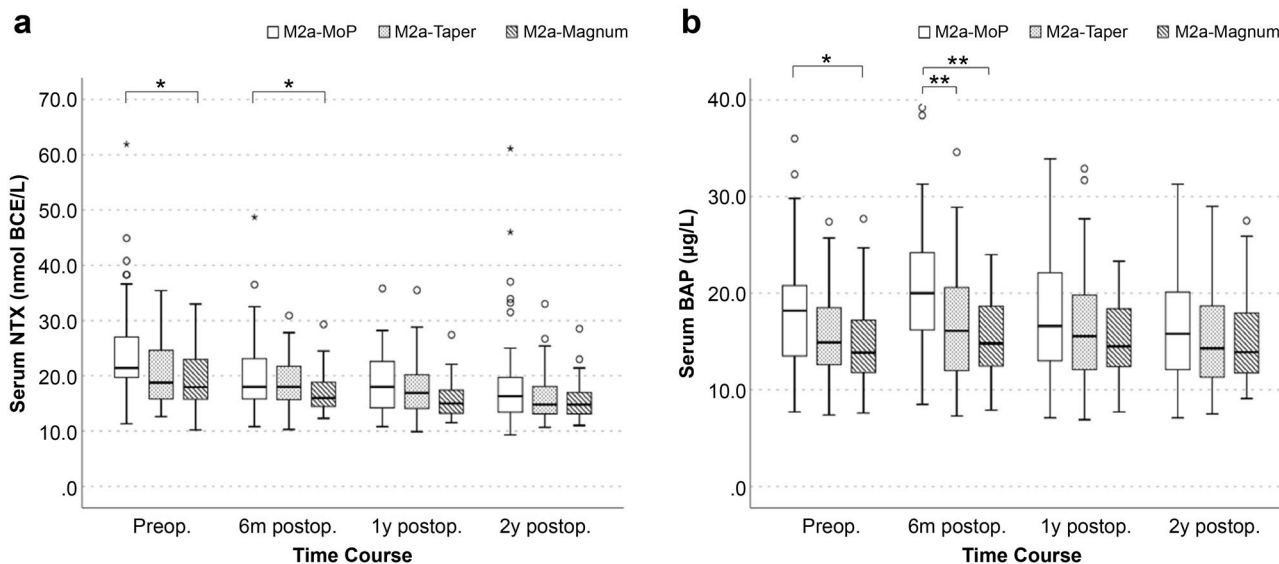 a
M2a-MoP M2a-Taper M2a-Magnum
* *
70.0
60.0
50.0
40.0
30.0
20.0
10.0
.0
Serum NTX (nmol BCE/L)
Preop. 6m postop. 1y postop. 2y postop.
Time Course
b
M2a-MoP M2a-Taper M2a-Magnum
* **
**
40.0
30.0
20.0
10.0
.0
Serum BAP (µg/L)
Preop. 6m postop. 1y postop. 2y postop.
Time Course